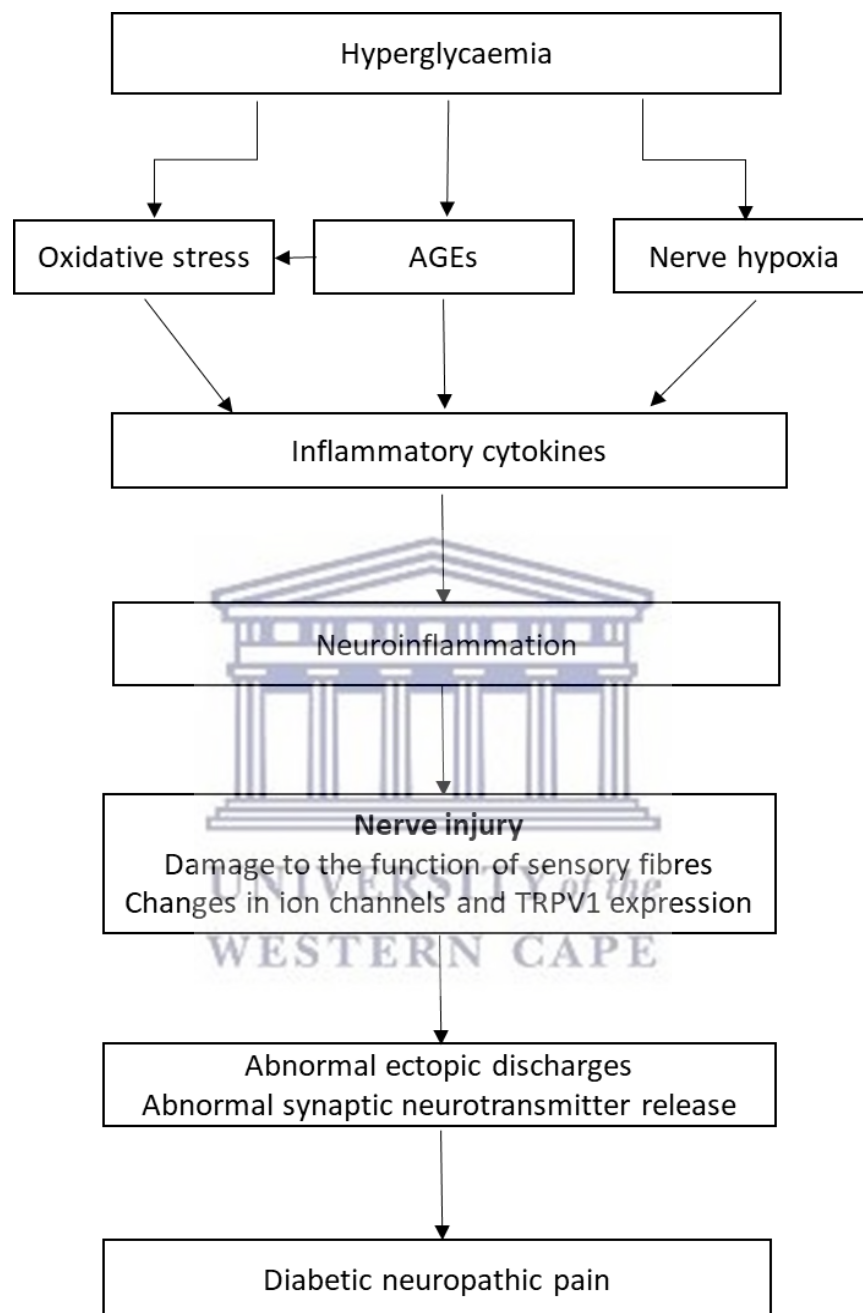 Hyperglycaemia
Oxidative stress
AGEs
Nerve hypoxia
Inflammatory cytokines
Neuroinflammation
Nerve injury
Damage to the function of sensory fibres
Changes in ion channels and TRPV1 expression
UNIVERSITY of the
WESTERN CAPE
Abnormal ectopic discharges
Abnormal synaptic neurotransmitter release
Diabetic neuropathic pain